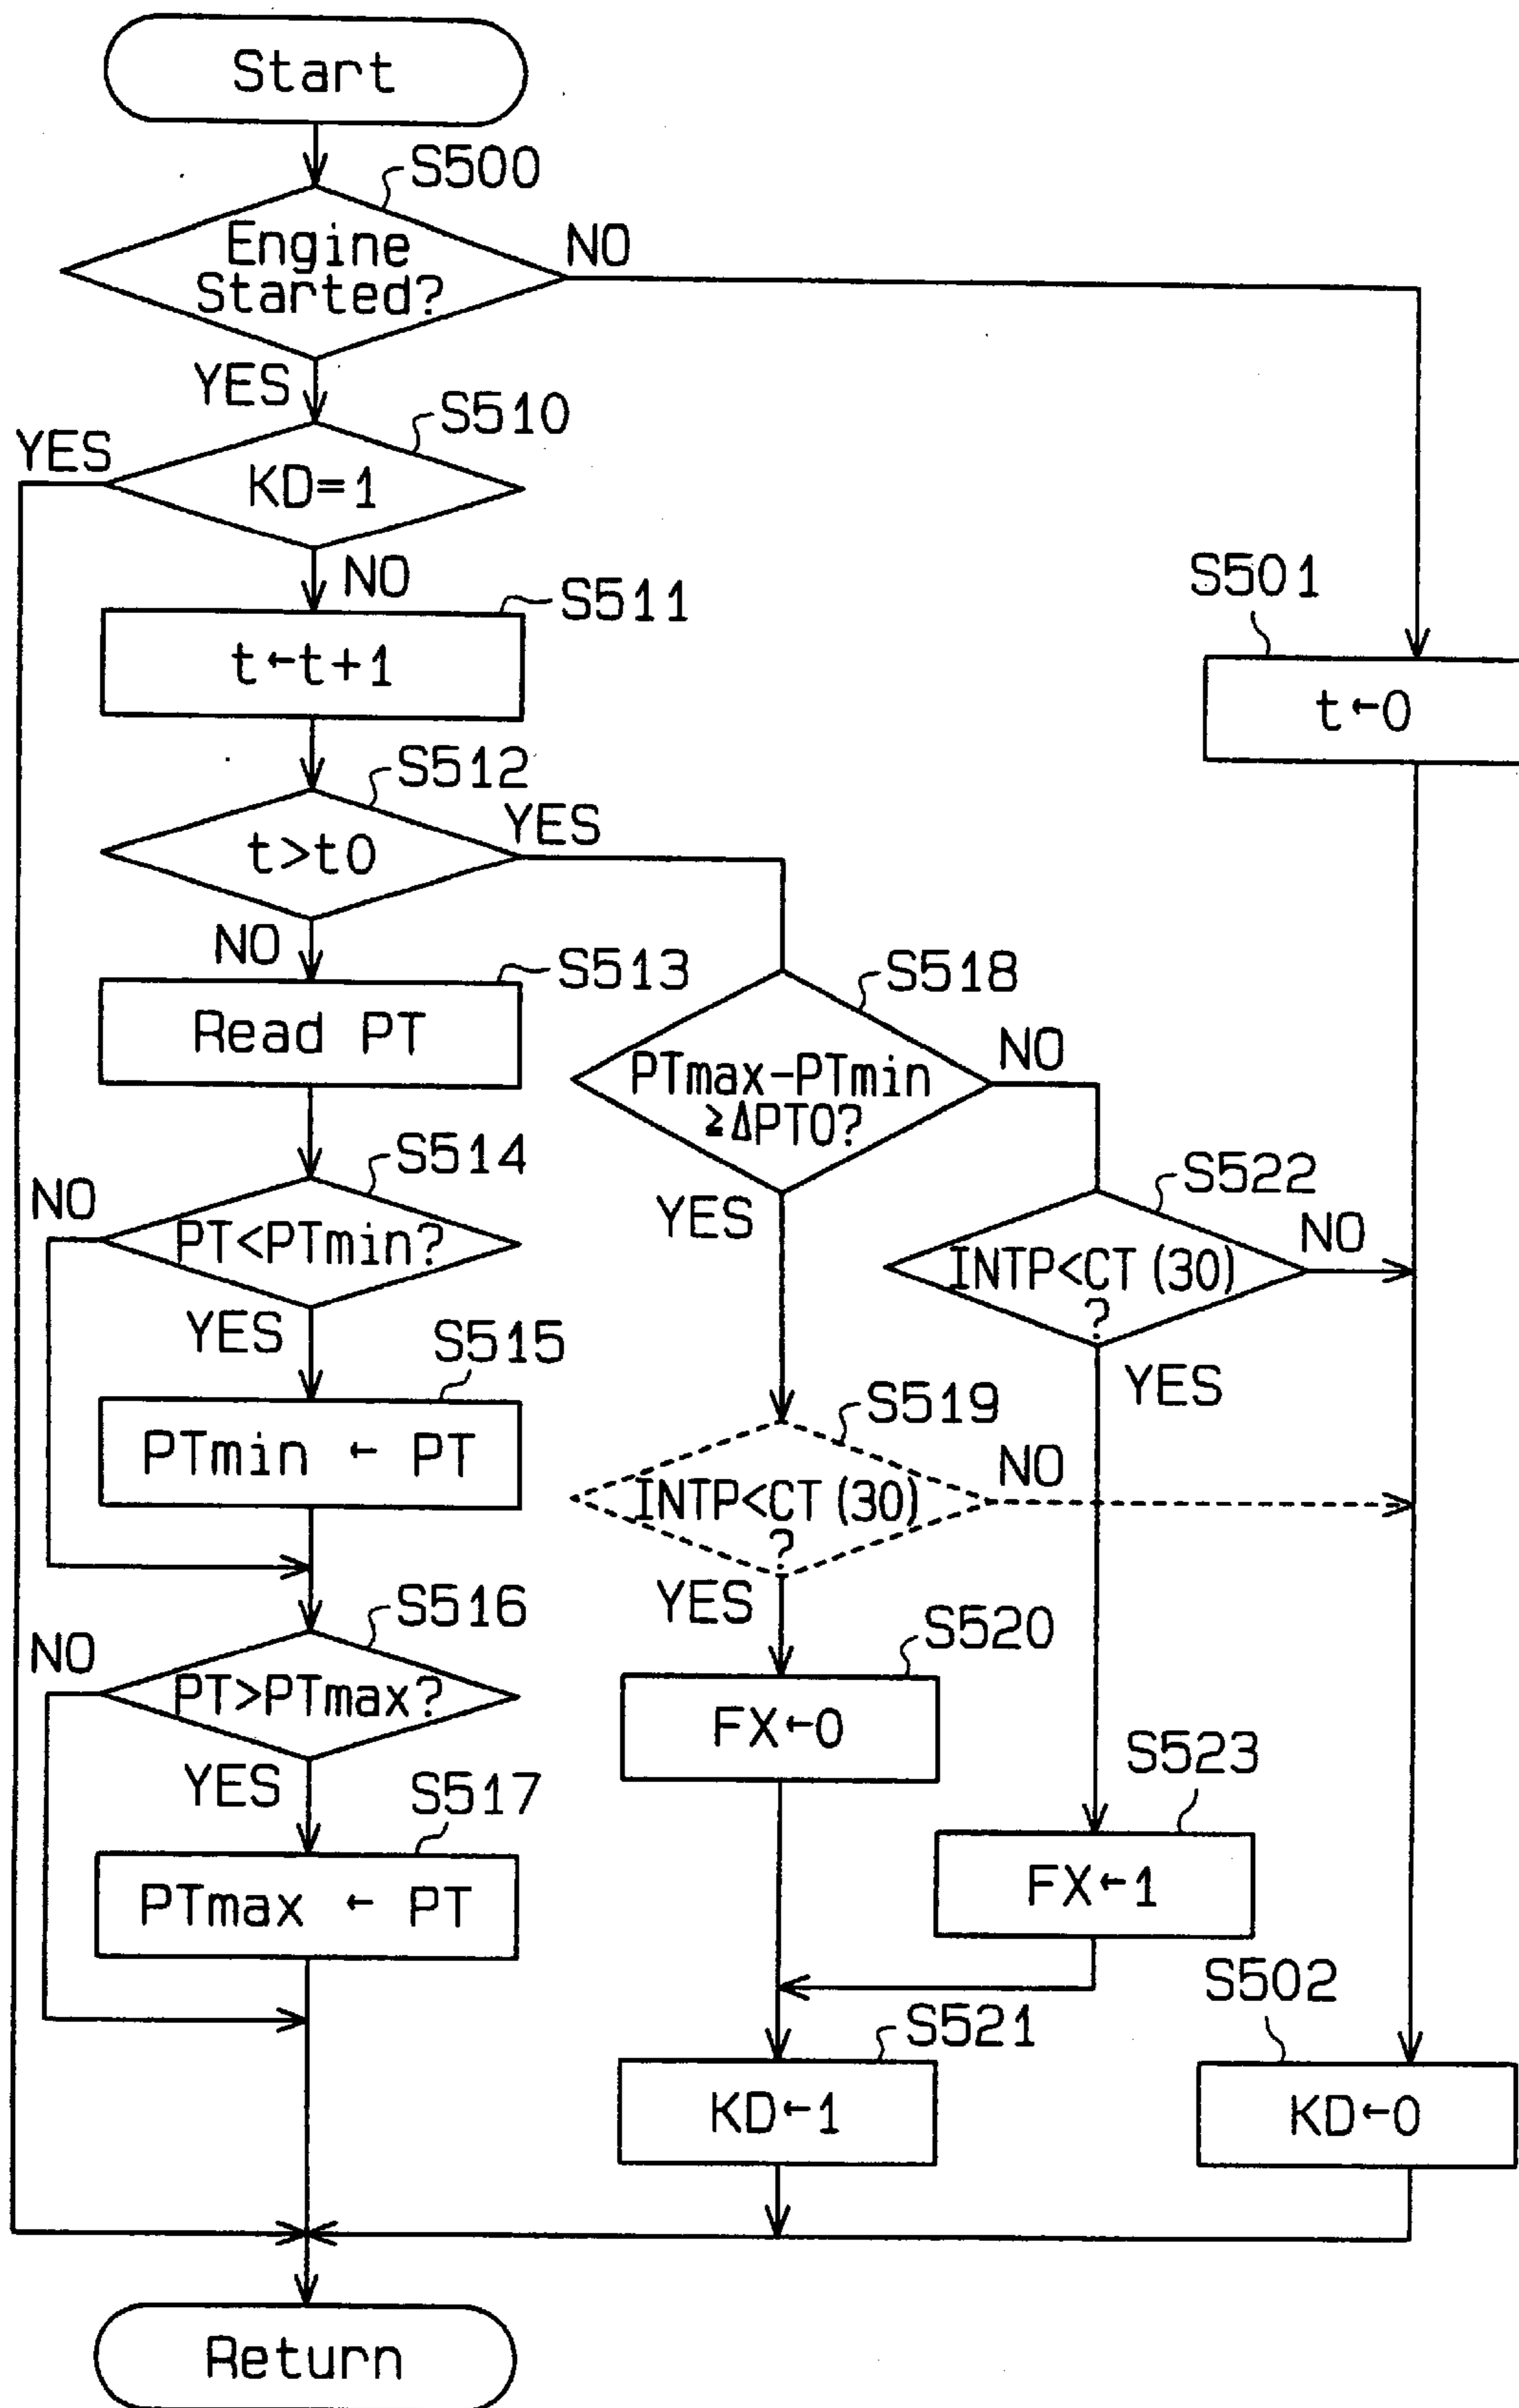 Start
S500
Engine
Started?
NO
YES
S510
YES
KD=1
NO
S511
t←t+1
S501
t←0
S512
t>t0
YES
NO
S513
Read PT
S518
PTmax-PTmin
≥ΔPT0?
NO
YES
S514
NO
PT<PTmin?
YES
S522
INTP<CT (30)
?
NO
YES
S515
PTmin ← PT
S519
INTP<CT (30)
?
NO
YES
S516
NO
PT>PTmax?
YES
S520
FX←0
S517
PTmax ← PT
S523
FX←1
S521
KD←1
S502
KD←0
Return